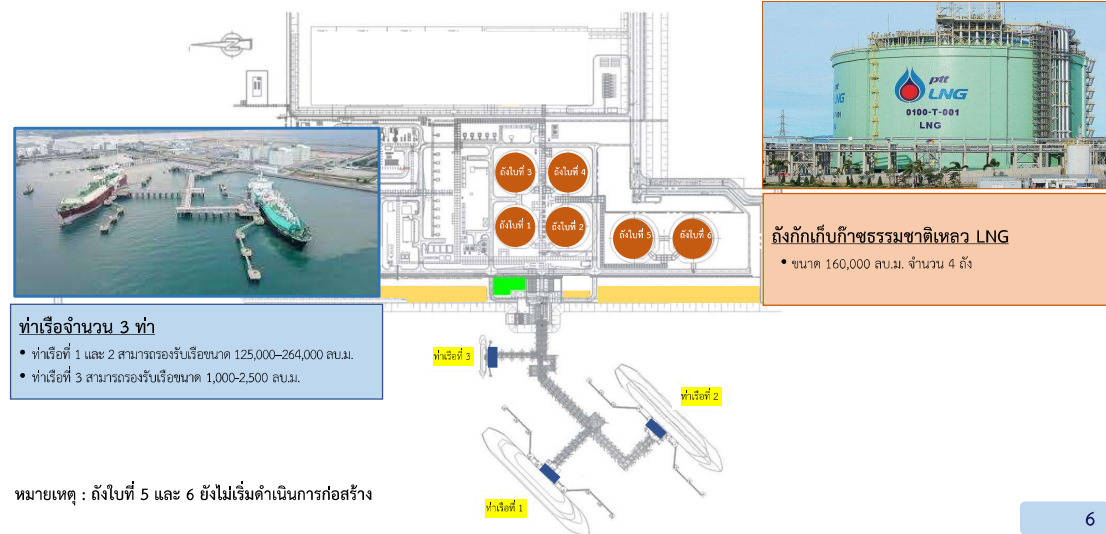 ptt
LNG
0100-T-001
LNG
ถังใบที่ 3
ถังใบที่ 4
ถังใบที่ 1
ถังใบที่ 2
ถังใบที่ 5
ถังใบที่ 6
ถังกักเก็บก๊าซธรรมชาติเหลว LNG
• ขนาด 160,000 ลบ.ม. จำนวน 4 ถัง
ท่าเรือจำนวน 3 ท่า
• ท่าเรือที่ 1 และ 2 สามารถรองรับเรือขนาด 125,000–264,000 ลบ.ม.
• ท่าเรือที่ 3 สามารถรองรับเรือขนาด 1,000-2,500 ลบ.ม.
ท่าเรือที่ 3
ท่าเรือที่ 2
ท่าเรือที่ 1
หมายเหตุ : ถังใบที่ 5 และ 6 ยังไม่เริ่มดำเนินการก่อสร้าง
6